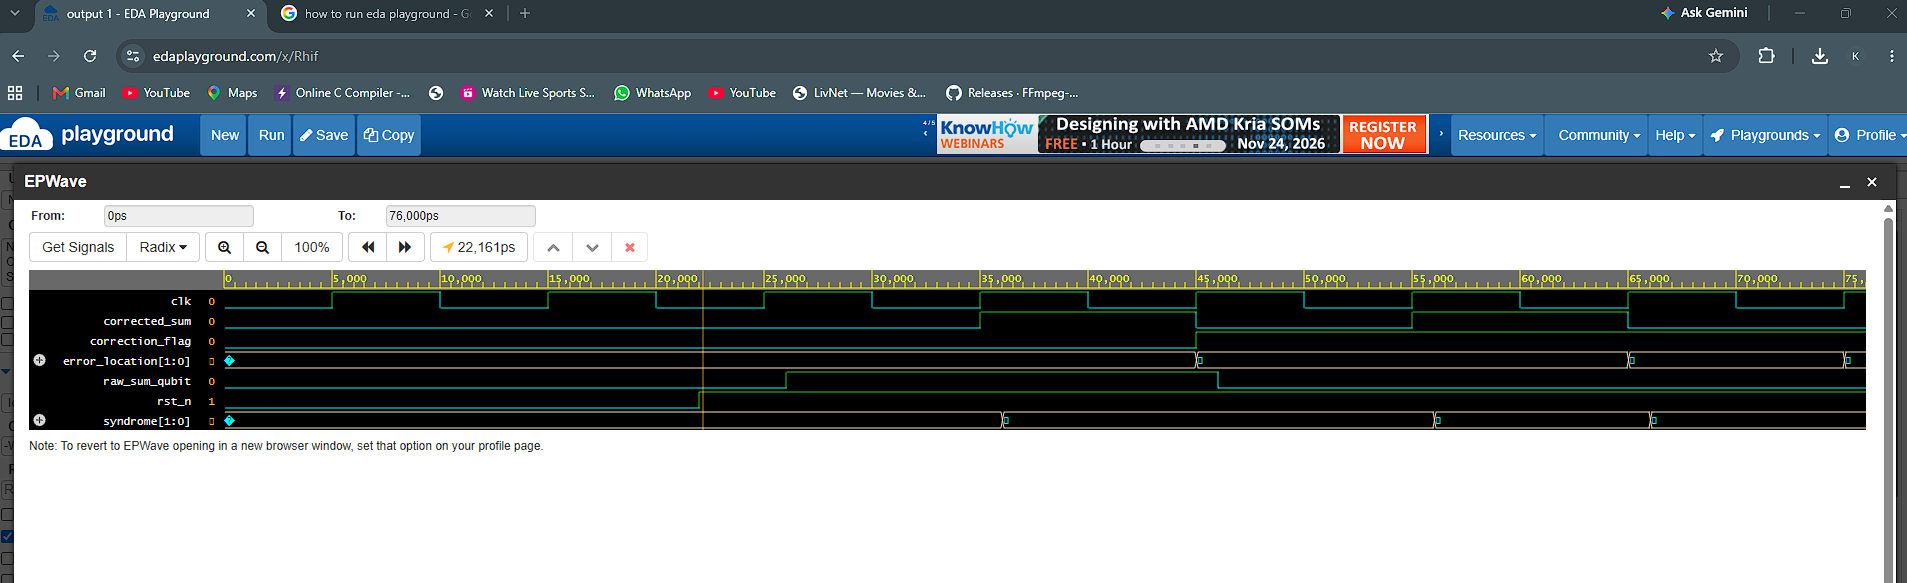 output 1 - EDA Playground
how to run eda playground - Go
Ask Gemini
edaplayground.com/x/Rhif
K
Gmail
YouTube
Maps
Online C Compiler -...
Watch Live Sports S...
WhatsApp
YouTube
LivNet — Movies &...
Releases · FFmpeg-...
EDA playground
New
Run
Save
Copy
4 / 5
KnowHow WEBINARS
Designing with AMD Kria SOMs
FREE • 1 Hour
Nov 24, 2026
REGISTER NOW
Resources
Community
Help
Playgrounds
Profile
EPWave
From: 0ps To: 76,000ps
Get Signals Radix 100% 22,161ps
0 5,000 10,000 15,000 20,000 25,000 30,000 35,000 40,000 45,000 50,000 55,000 60,000 65,000 70,000 75,
clk 0
corrected_sum 0
correction_flag 0
error_location[1:0]
raw_sum_qubit 0
rst_n 1
syndrome[1:0]
Note: To revert to EPWave opening in a new browser window, set that option on your profile page.